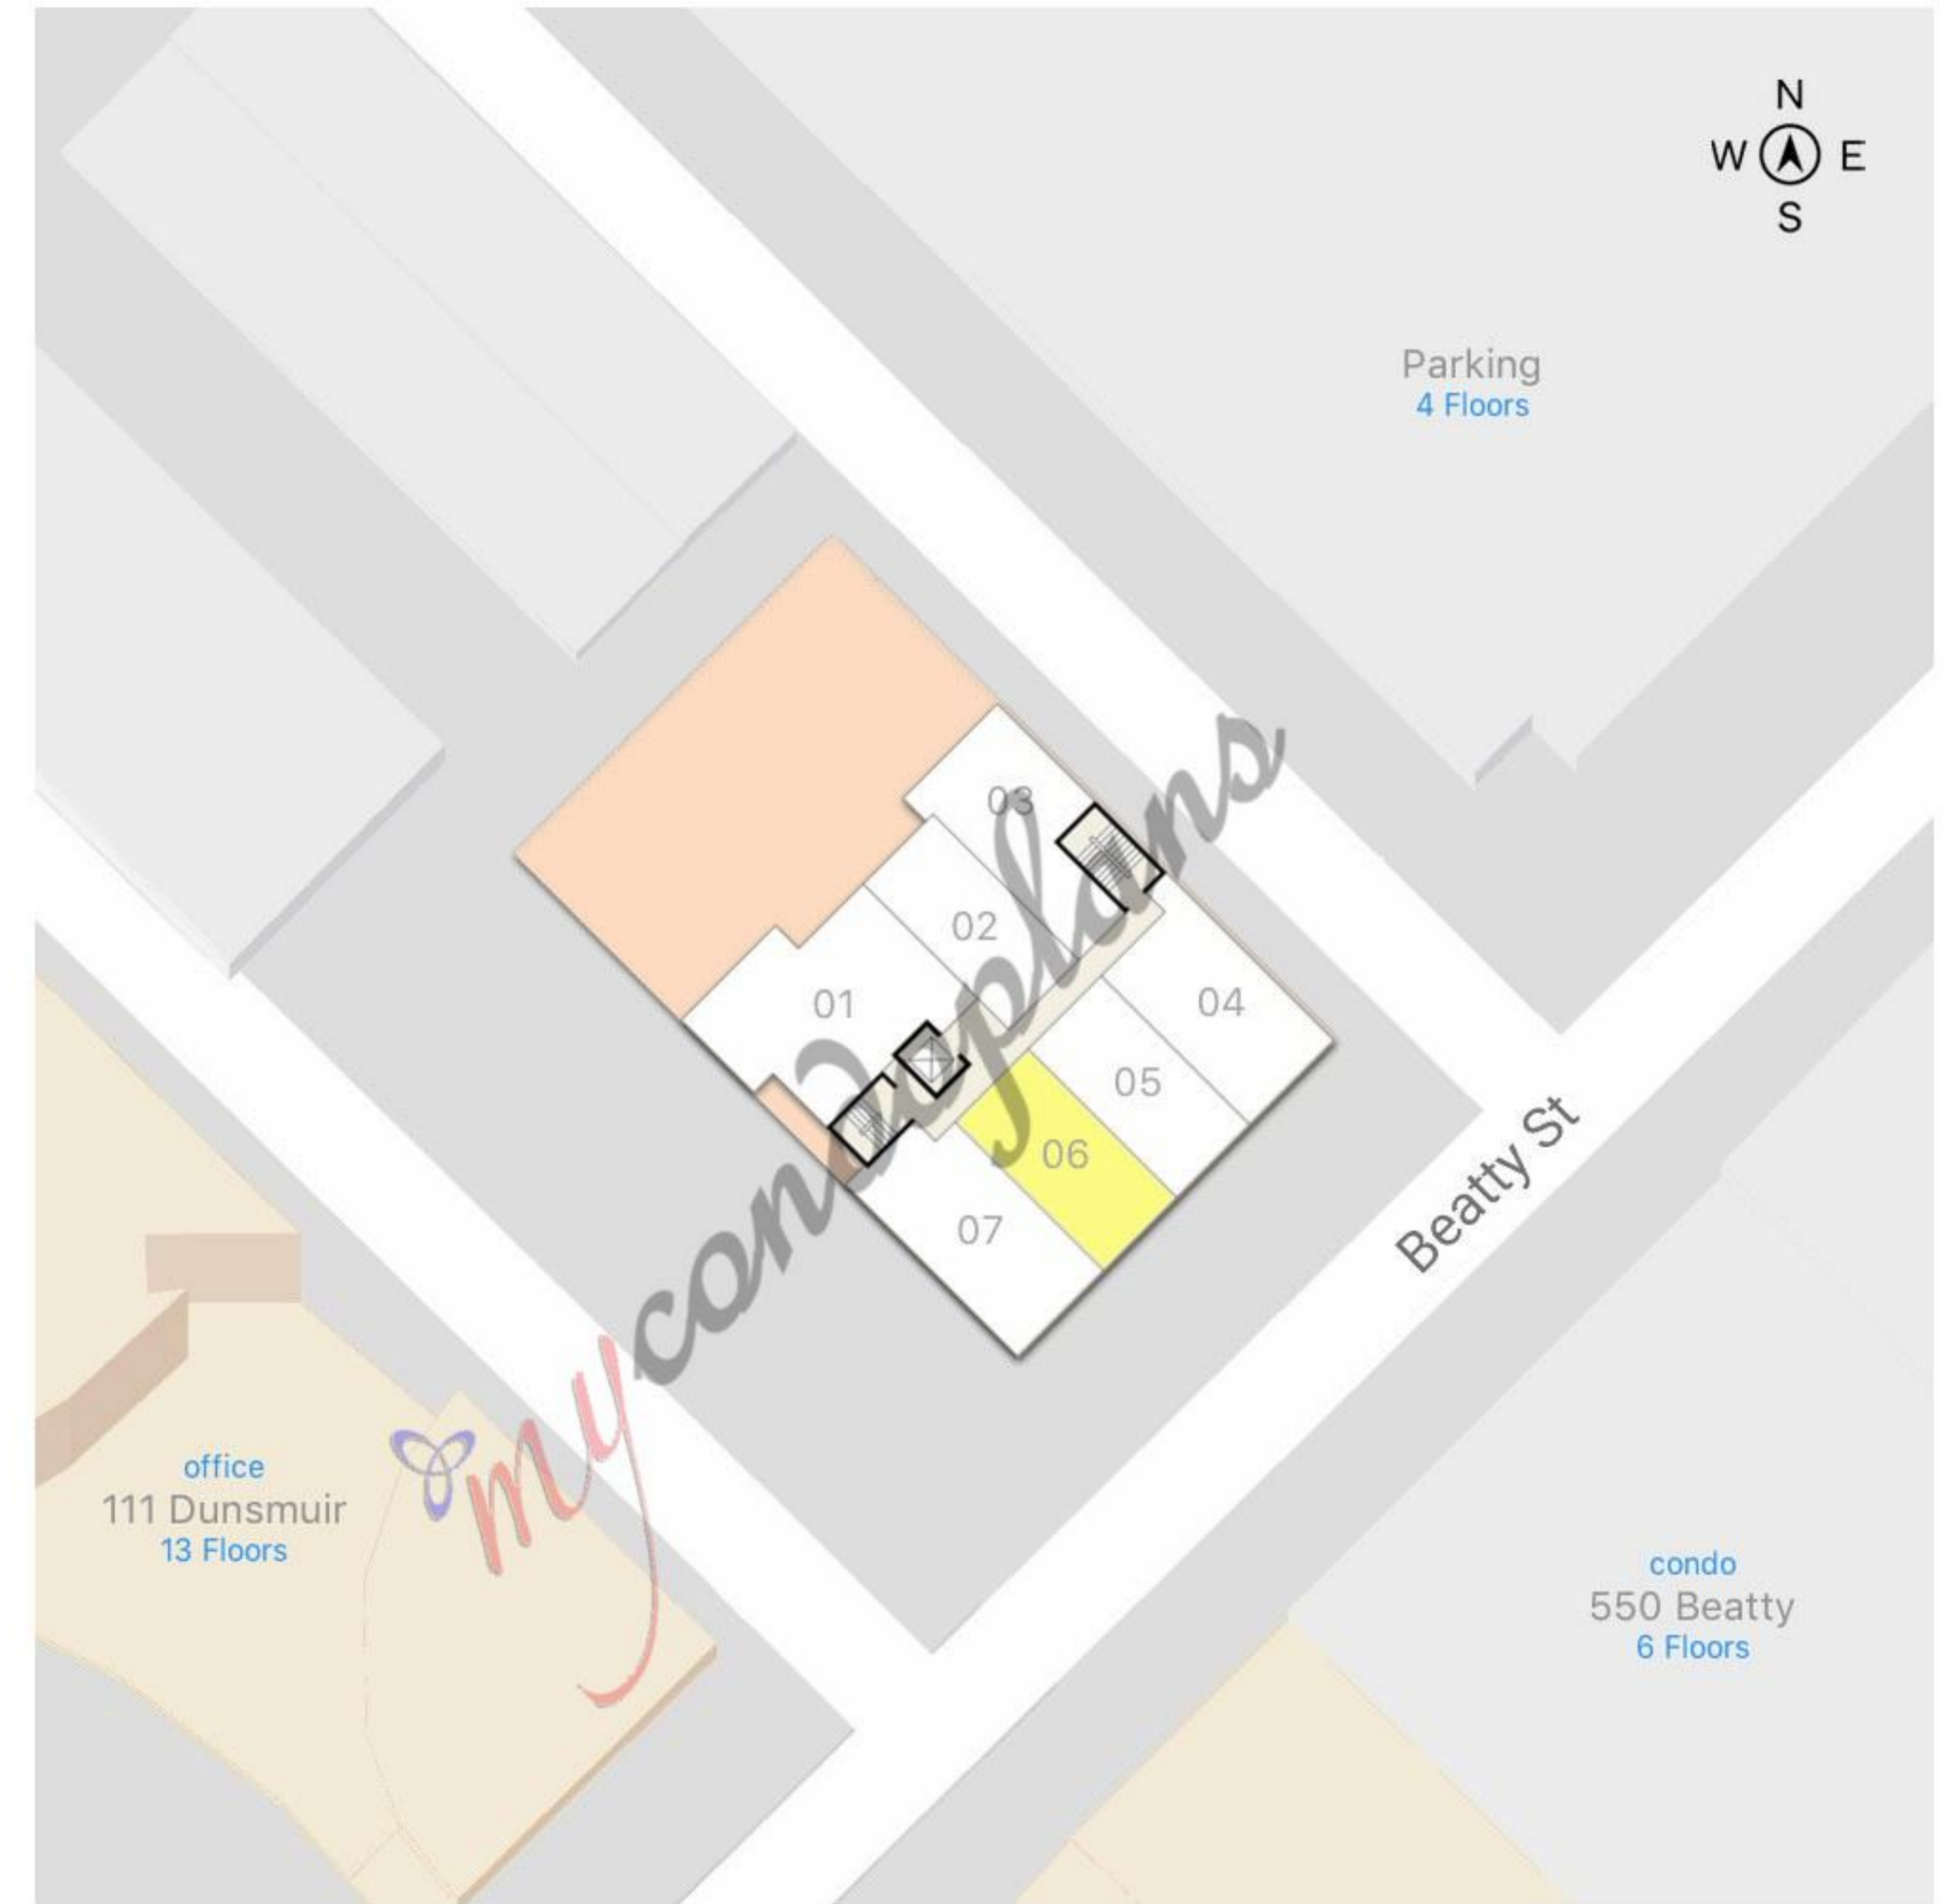 N
W E
S
Parking
4 Floors
03
02
01
04
05
06
07
Beatty St
mycondoplans
office
111 Dunsmuir
13 Floors
condo
550 Beatty
6 Floors